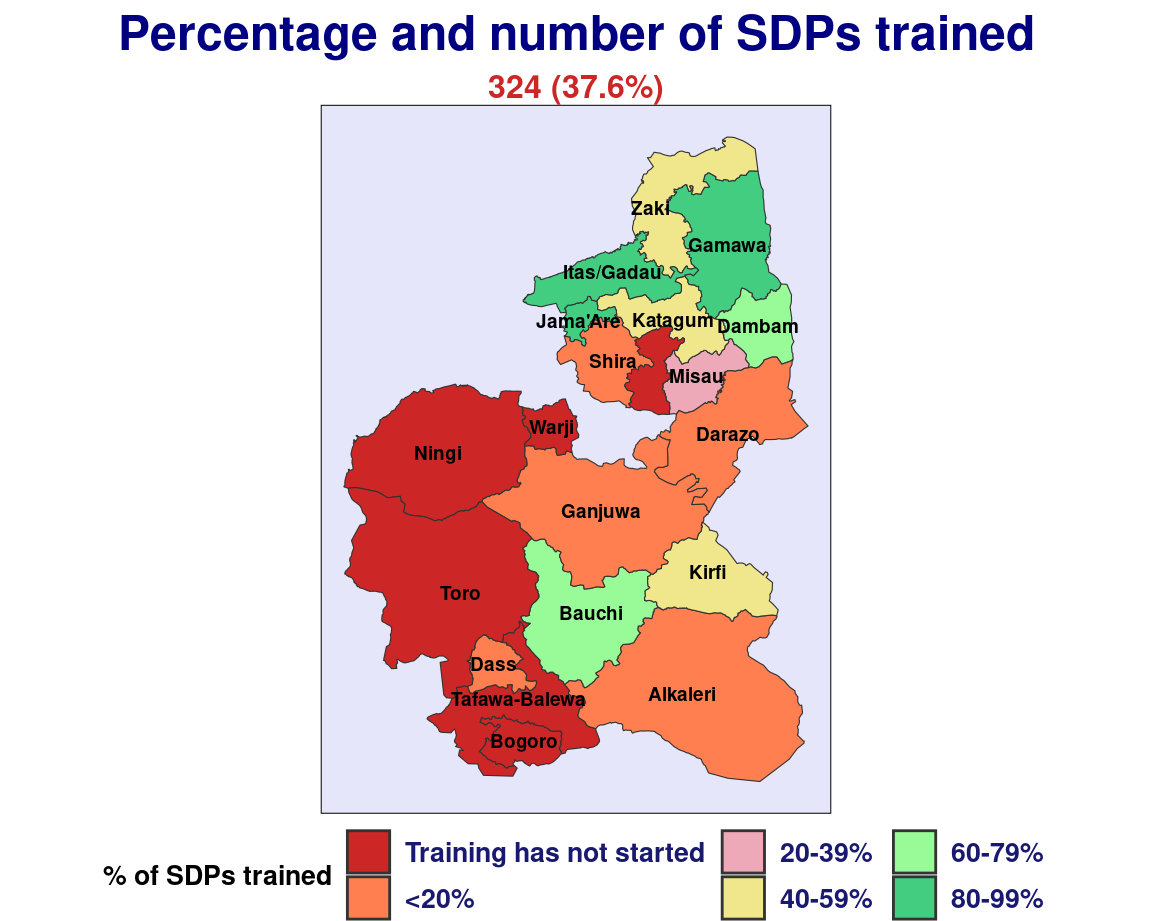 Percentage and number of SDPs trained
324 (37.6%)
Zaki
Gamawa
Itas/Gadau
Jama'Are
Katagum
Dambam
Shira
Misau
Warji
Darazo
Ningi
Ganjuwa
Kirfi
Toro
Bauchi
Dass
Alkaleri
Tafawa-Balewa
Bogoro
% of SDPs trained
Training has not started
<20%
20-39%
40-59%
60-79%
80-99%